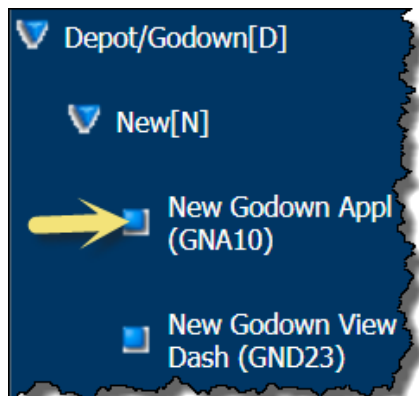 Depot/Godown[D]
New[N]
New Godown Appl
(GNA10)
New Godown View
Dash (GND23)